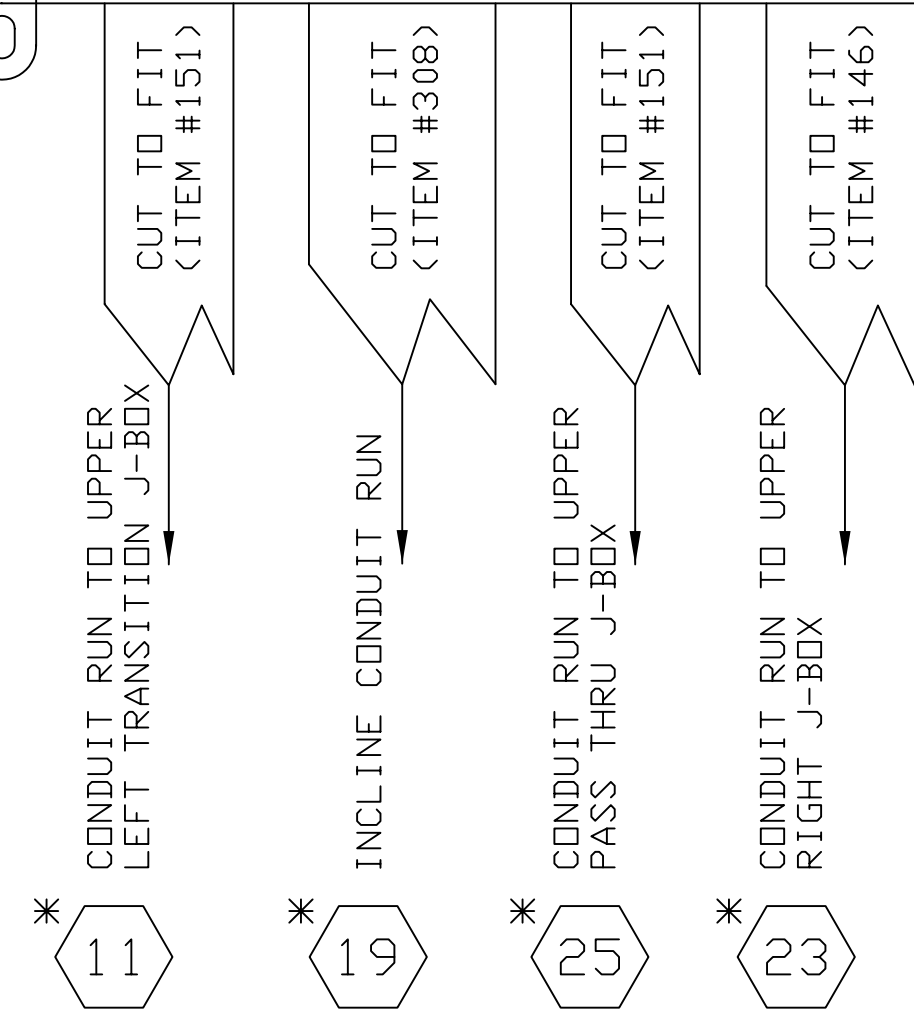 CUT TO FIT
<ITEM #151>
CUT TO FIT
<ITEM #308>
CUT TO FIT
<ITEM #151>
CUT TO FIT
<ITEM #146>
CONDUIT RUN TO UPPER
LEFT TRANSITION J-BOX
INCLINE CONDUIT RUN
CONDUIT RUN TO UPPER
PASS THRU J-BOX
CONDUIT RUN TO UPPER
RIGHT J-BOX
* 11
* 19
* 25
* 23